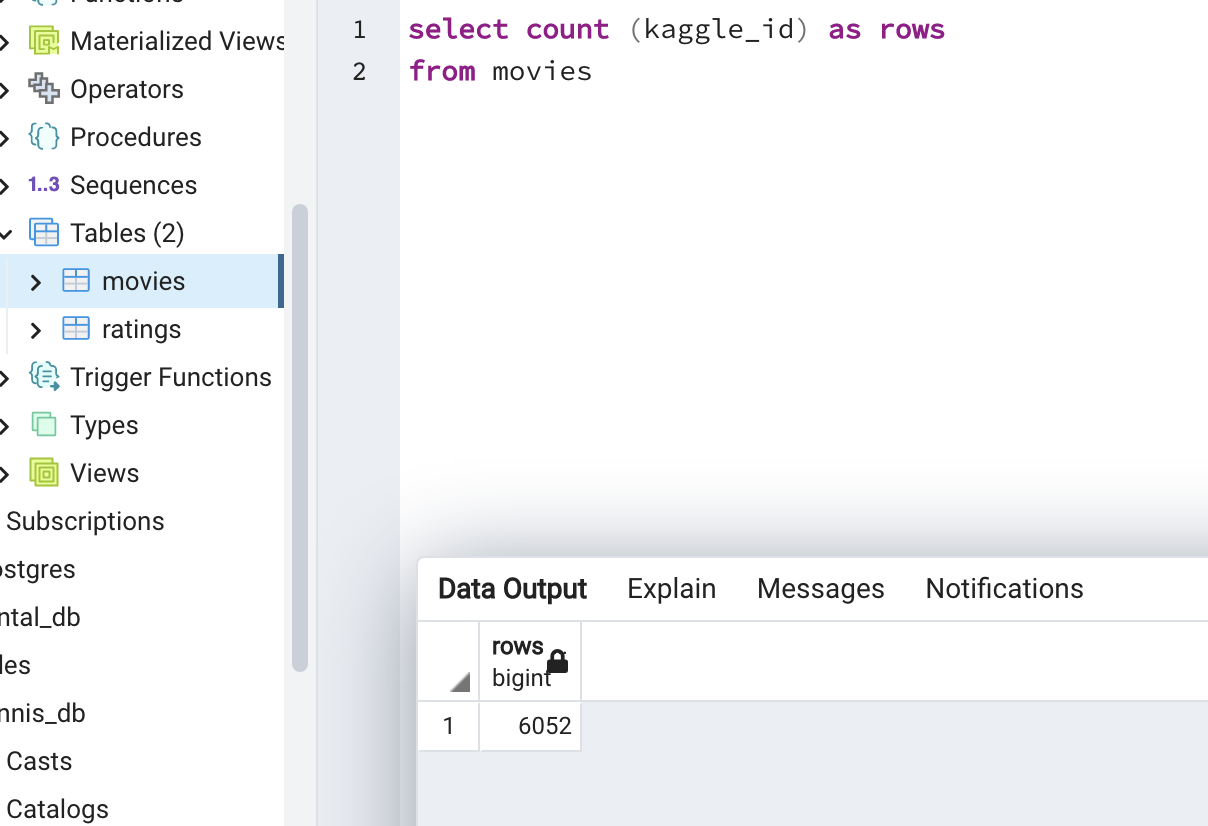 Materialized Views
Operators
Procedures
1..3 Sequences
Tables (2)
movies
ratings
Trigger Functions
Types
Views
Subscriptions
ostgres
ntal_db
les
nnis_db
Casts
Catalogs
1 select count (kaggle_id) as rows
2 from movies
Data Output Explain Messages Notifications
rows
bigint
1 6052